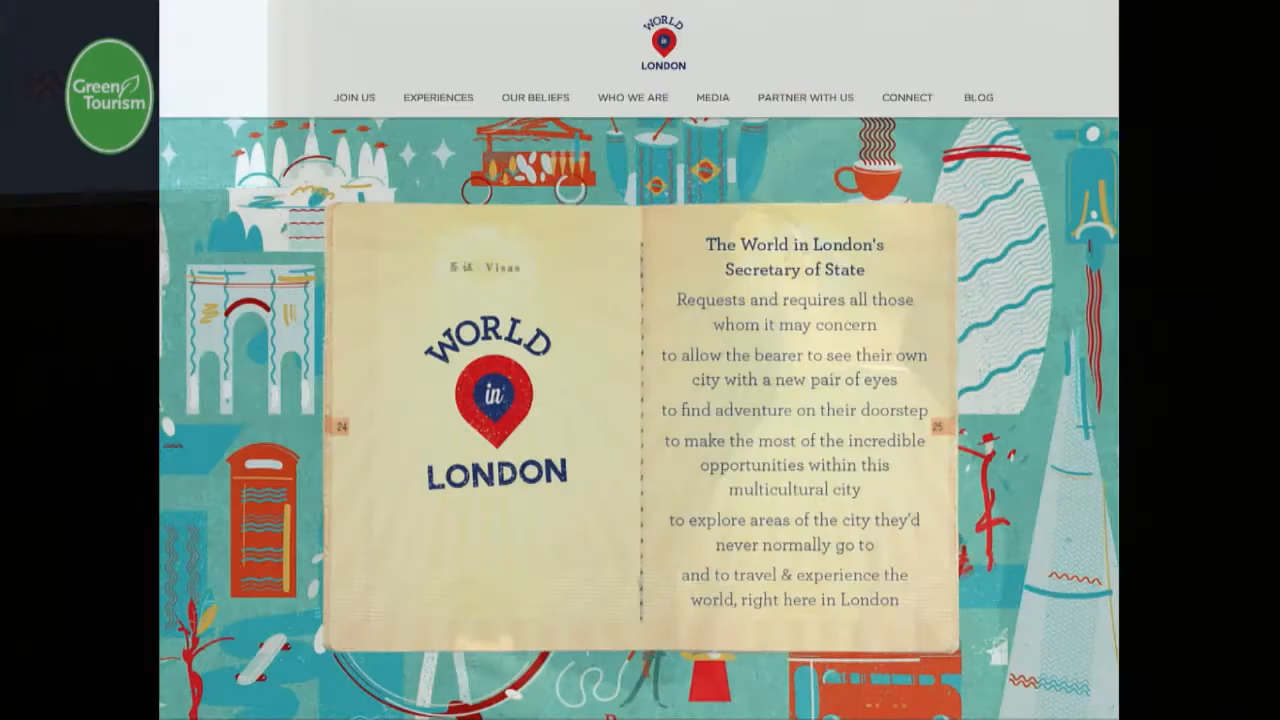 Green
Tourism
WORLD
in
LONDON
JOIN US EXPERIENCES OUR BELIEFS WHO WE ARE MEDIA PARTNER WITH US CONNECT BLOG
签证 Visas
WORLD
in
LONDON
24
The World in London's
Secretary of State
Requests and requires all those
whom it may concern
to allow the bearer to see their own
city with a new pair of eyes
to find adventure on their doorstep
to make the most of the incredible
opportunities within this
multicultural city
to explore areas of the city they'd
never normally go to
and to travel & experience the
world, right here in London
25